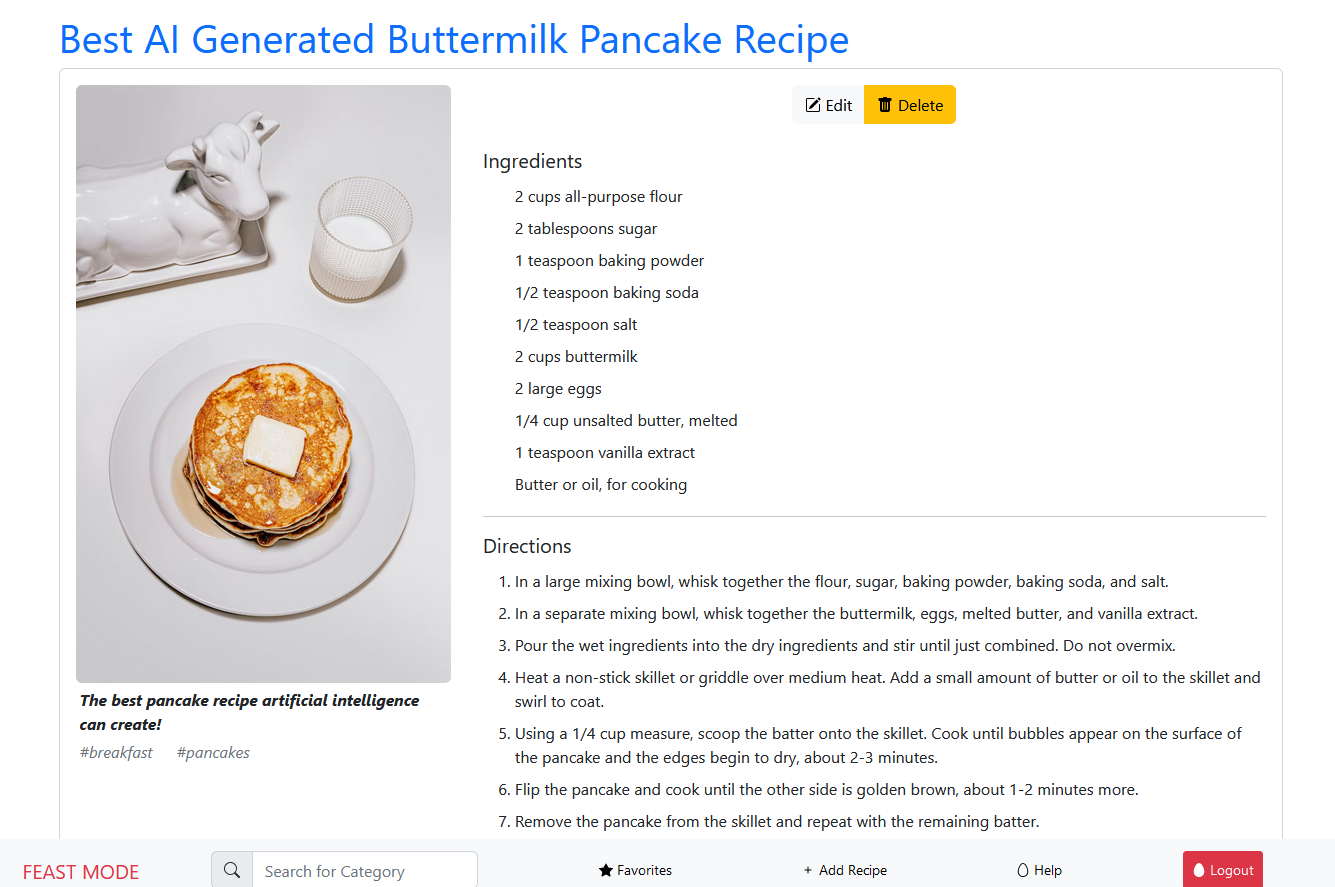 Best AI Generated Buttermilk Pancake Recipe
Edit
Delete
Ingredients
2 cups all-purpose flour
2 tablespoons sugar
1 teaspoon baking powder
1/2 teaspoon baking soda
1/2 teaspoon salt
2 cups buttermilk
2 large eggs
1/4 cup unsalted butter, melted
1 teaspoon vanilla extract
Butter or oil, for cooking
Directions
1. In a large mixing bowl, whisk together the flour, sugar, baking powder, baking soda, and salt.
2. In a separate mixing bowl, whisk together the buttermilk, eggs, melted butter, and vanilla extract.
3. Pour the wet ingredients into the dry ingredients and stir until just combined. Do not overmix.
4. Heat a non-stick skillet or griddle over medium heat. Add a small amount of butter or oil to the skillet and
swirl to coat.
5. Using a 1/4 cup measure, scoop the batter onto the skillet. Cook until bubbles appear on the surface of
the pancake and the edges begin to dry, about 2-3 minutes.
6. Flip the pancake and cook until the other side is golden brown, about 1-2 minutes more.
7. Remove the pancake from the skillet and repeat with the remaining batter.
The best pancake recipe artificial intelligence
can create!
#breakfast #pancakes
FEAST MODE
Search for Category
Favorites
+ Add Recipe
Help
Logout